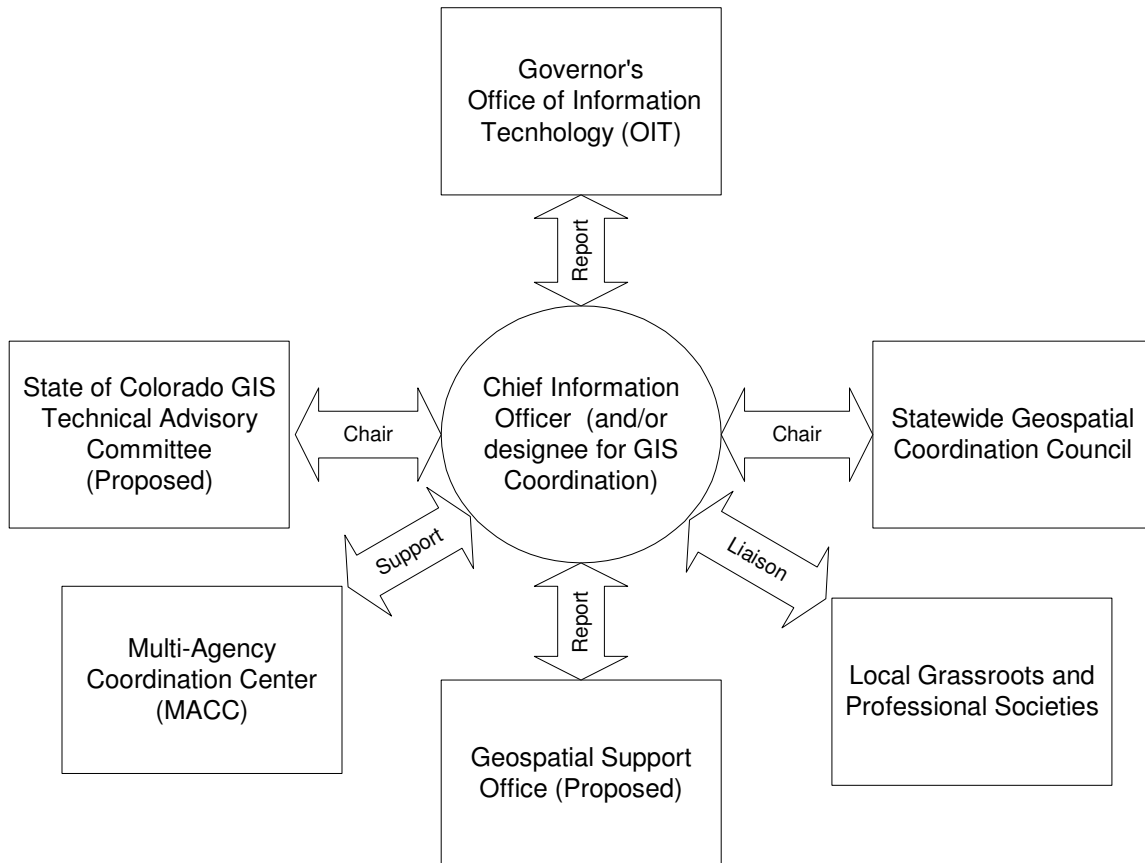 Governor's
Office of Information
Tecnhology (OIT)
Report
State of Colorado GIS
Technical Advisory
Committee
(Proposed)
Chair
Chief Information
Officer (and/or
designee for GIS
Coordination)
Chair
Statewide Geospatial
Coordination Council
Support
Liaison
Multi-Agency
Coordination Center
(MACC)
Report
Local Grassroots and
Professional Societies
Geospatial Support
Office (Proposed)